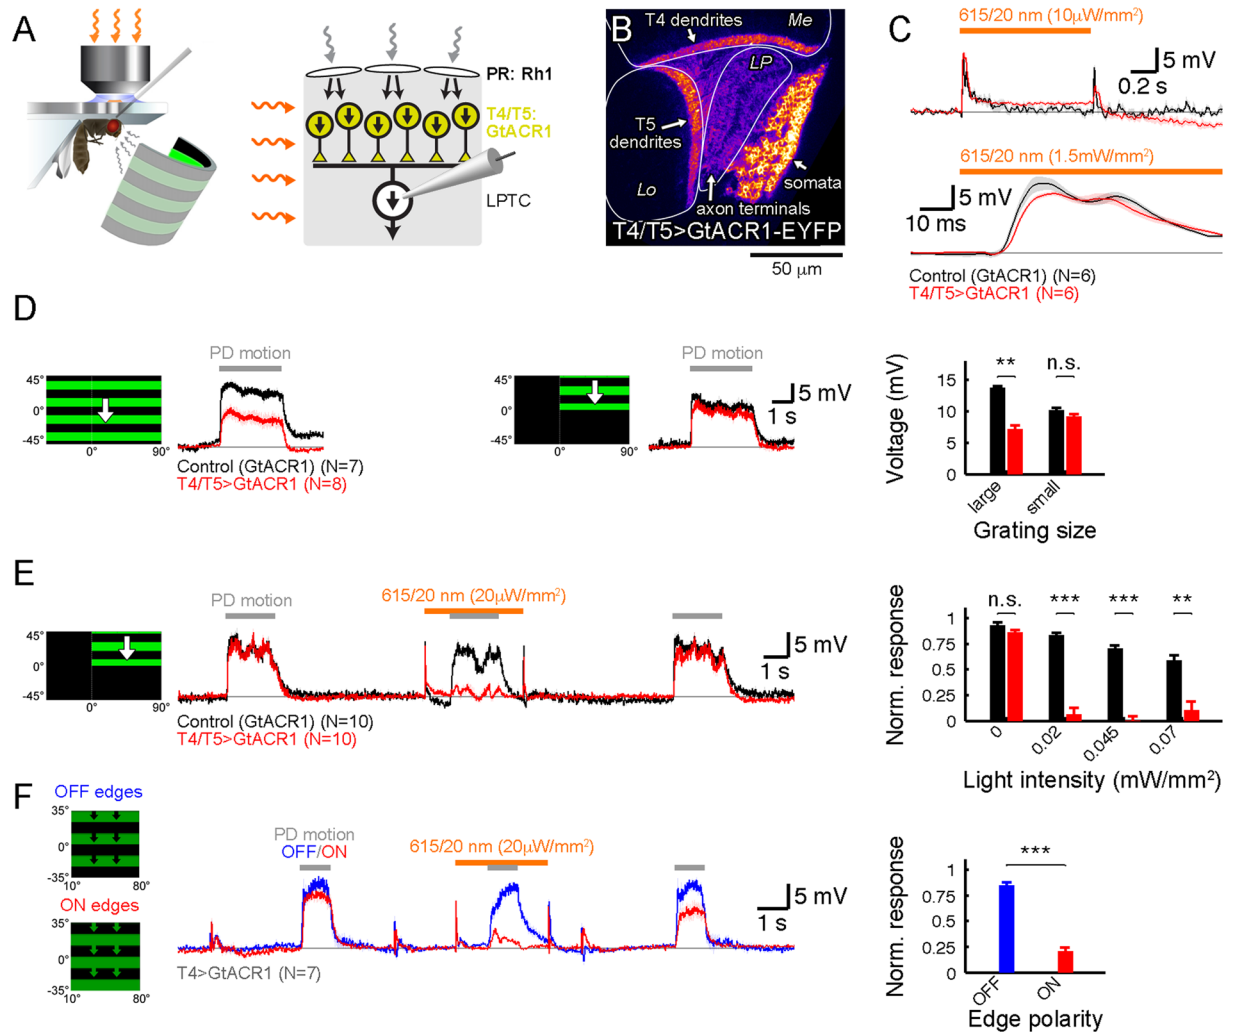 A
PR: Rh1
T4/T5:
GtACR1
LPTC
B
T4 dendrites
Me
LP
T5
dendrites
Lo
somata
axon terminals
T4/T5>GtACR1-EYFP
50 µm
C
615/20 nm (10µW/mm²)
5 mV
0.2 s
615/20 nm (1.5mW/mm²)
5 mV
10 ms
Control (GtACR1) (N=6)
T4/T5>GtACR1 (N=6)
D
45°
0°
-45°
0°
90°
PD motion
Control (GtACR1) (N=7)
T4/T5>GtACR1 (N=8)
45°
0°
-45°
0°
90°
PD motion
5 mV
1 s
Voltage (mV)
15
10
5
0
**
n.s.
large
small
Grating size
E
45°
0°
-45°
0°
90°
PD motion
615/20 nm (20µW/mm²)
5 mV
1 s
Control (GtACR1) (N=10)
T4/T5>GtACR1 (N=10)
Norm. response
1
0.75
0.5
0.25
0
n.s.
***
***
**
0
0.02
0.045
0.07
Light intensity (mW/mm²)
F
OFF edges
35°
0°
-35°
10°
80°
ON edges
35°
0°
-35°
10°
80°
PD motion
OFF/ON
615/20 nm (20µW/mm²)
5 mV
1 s
T4>GtACR1 (N=7)
Norm. response
1
0.75
0.5
0.25
0
***
OFF
ON
Edge polarity